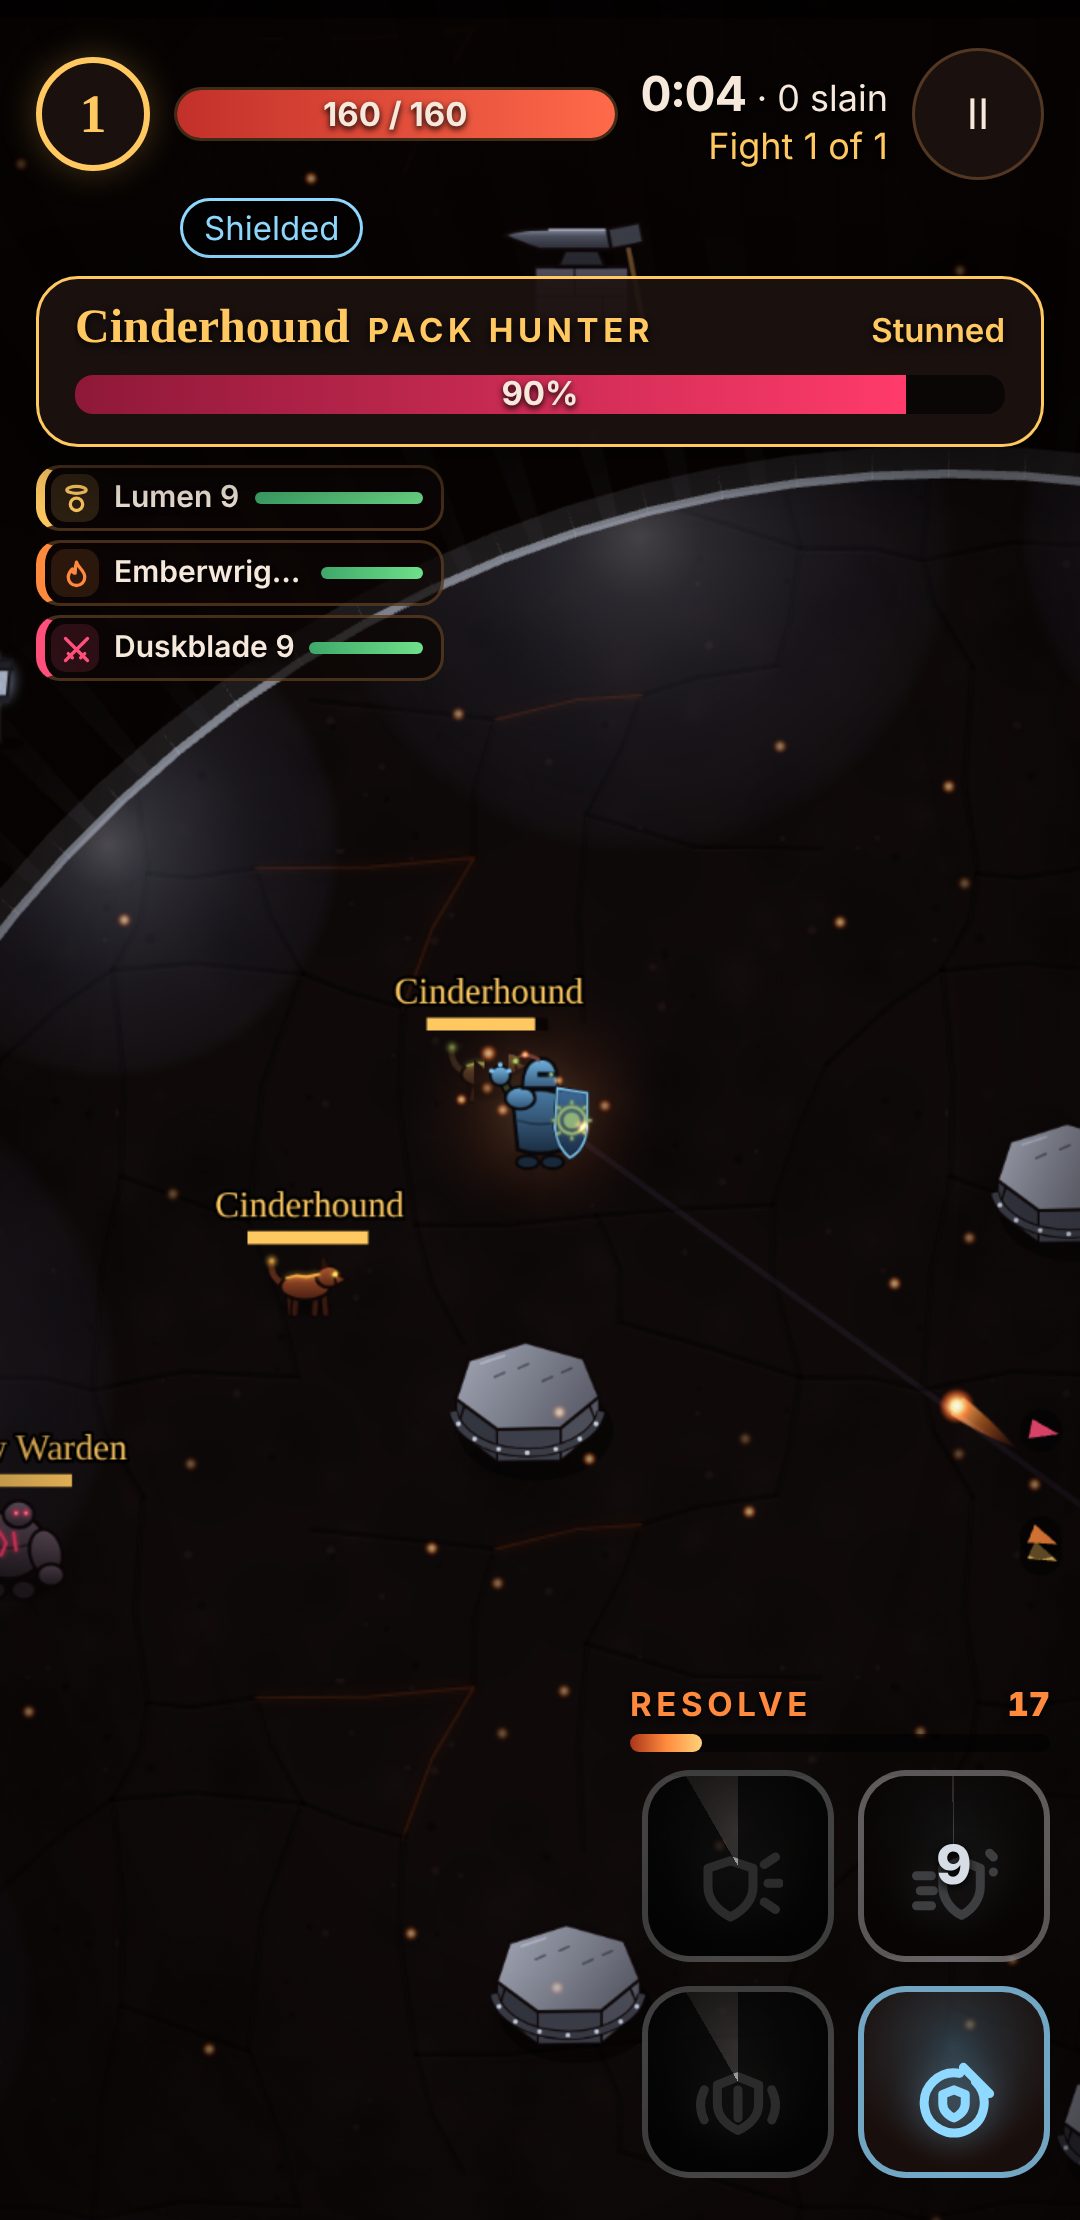 1
160 / 160
0:04 · 0 slain
Fight 1 of 1
Shielded
Cinderhound PACK HUNTER
Stunned
90%
Lumen 9
Emberwrig...
Duskblade 9
Cinderhound
Cinderhound
Warden
RESOLVE 17
9